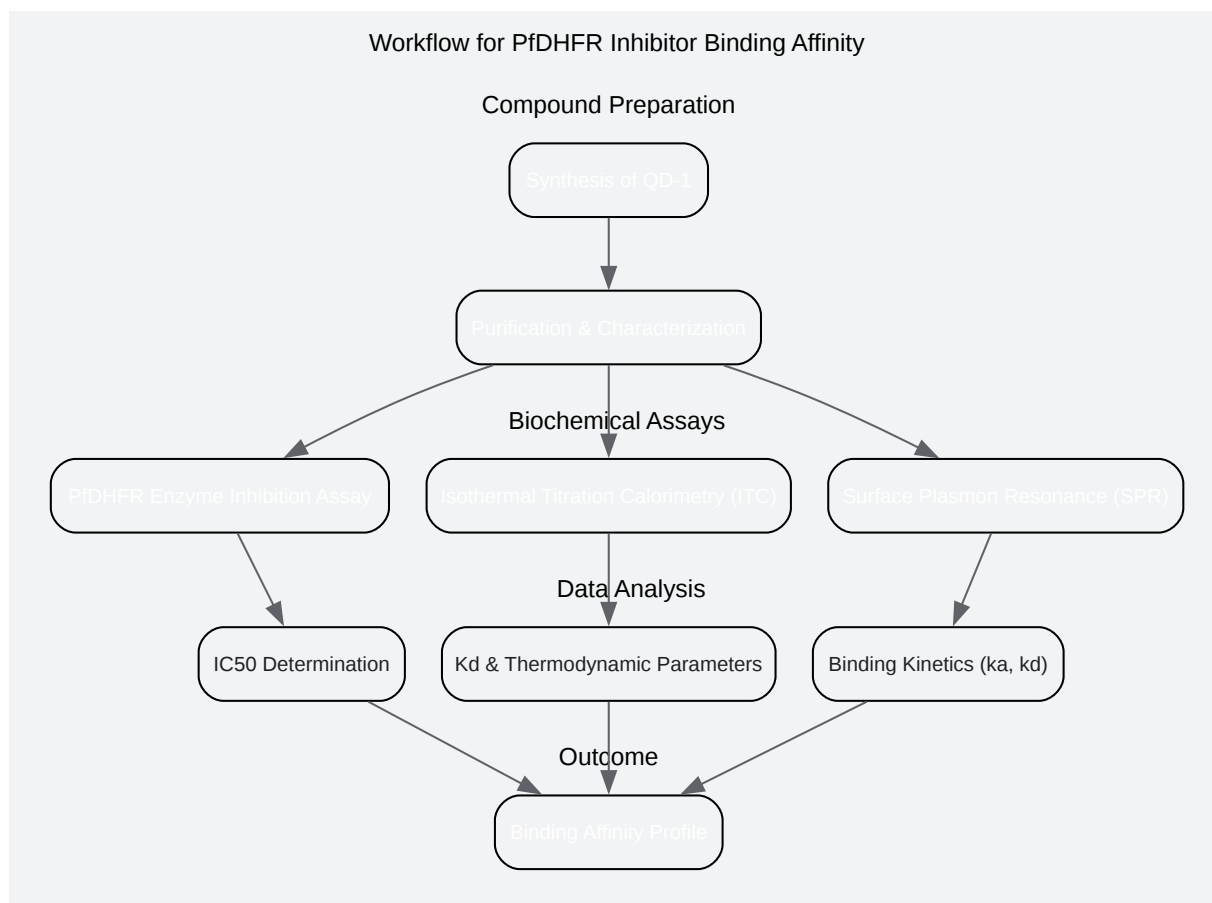 Workflow for PfDHFR Inhibitor Binding Affinity
Compound Preparation
Synthesis of QD-1
Purification & Characterization
Biochemical Assays
PfDHFR Enzyme Inhibition Assay
Isothermal Titration Calorimetry (ITC)
Surface Plasmon Resonance (SPR)
Data Analysis
IC50 Determination
Kd & Thermodynamic Parameters
Binding Kinetics (ka, kd)
Outcome
Binding Affinity Profile